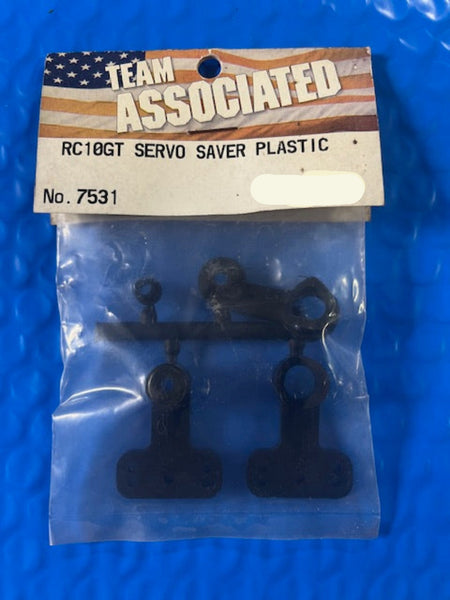 TEAM
ASSOCIATED
RC10GT SERVO SAVER PLASTIC
No.7531